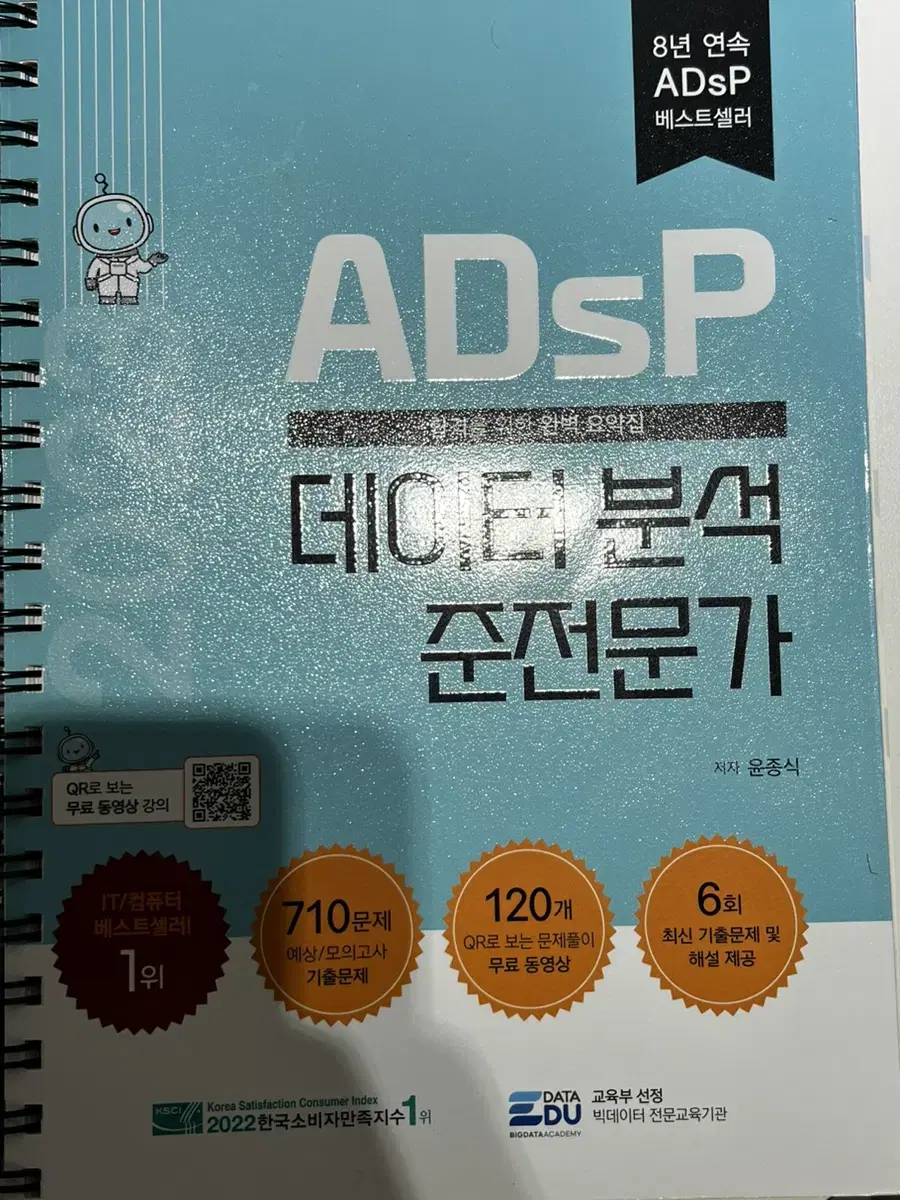 8년 연속
ADsP
베스트셀러
ADsP
합격을 위한 완벽 요약집
데이터 분석
준전문가
저자 윤종식
QR로 보는
무료 동영상 강의
IT/컴퓨터
베스트셀러!
1위
710문제
예상/모의고사
기출문제
120개
QR로 보는 문제풀이
무료 동영상
6회
최신 기출문제 및
해설 제공
KSCI Korea Satisfaction Consumer Index
2022한국소비자만족지수1위
DATA
EDU
BIGDATA ACADEMY
교육부 선정
빅데이터 전문교육기관